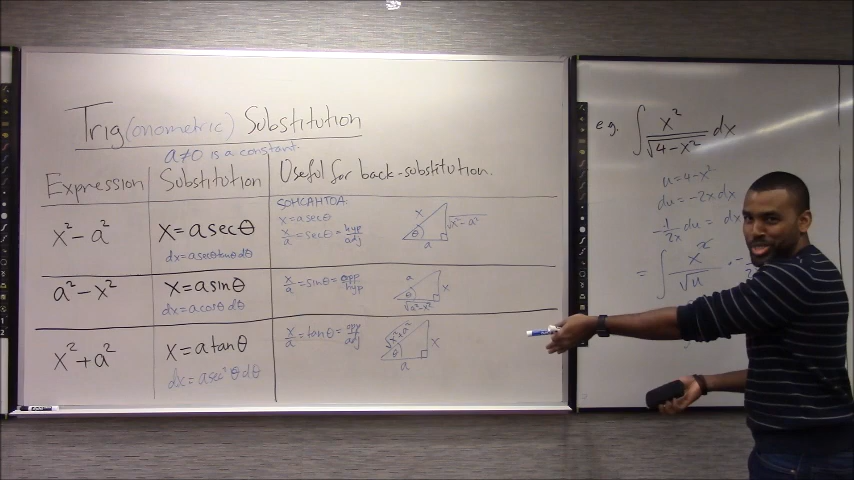 Trig(onometric) Substitution
a≠0 is a constant.
Expression Substitution Useful for back-substitution.
x² - a²
x = a secθ
dx = a secθ tanθ dθ
SOHCAHTOA:
x = a secθ
x/a = secθ = hyp/adj
x
√x² - a²
θ
a
a² - x²
x = a sinθ
dx = a cosθ dθ
x/a = sinθ = opp/hyp
a
x
θ
√a² - x²
x² + a²
x = a tanθ
dx = a sec²θ dθ
x/a = tanθ = opp/adj
√x² + a²
x
θ
a
e.g. ∫ x²/√4 - x² dx
u = 4 - x²
du = -2x dx
-1/2x du = dx
= ∫ x/√u · -